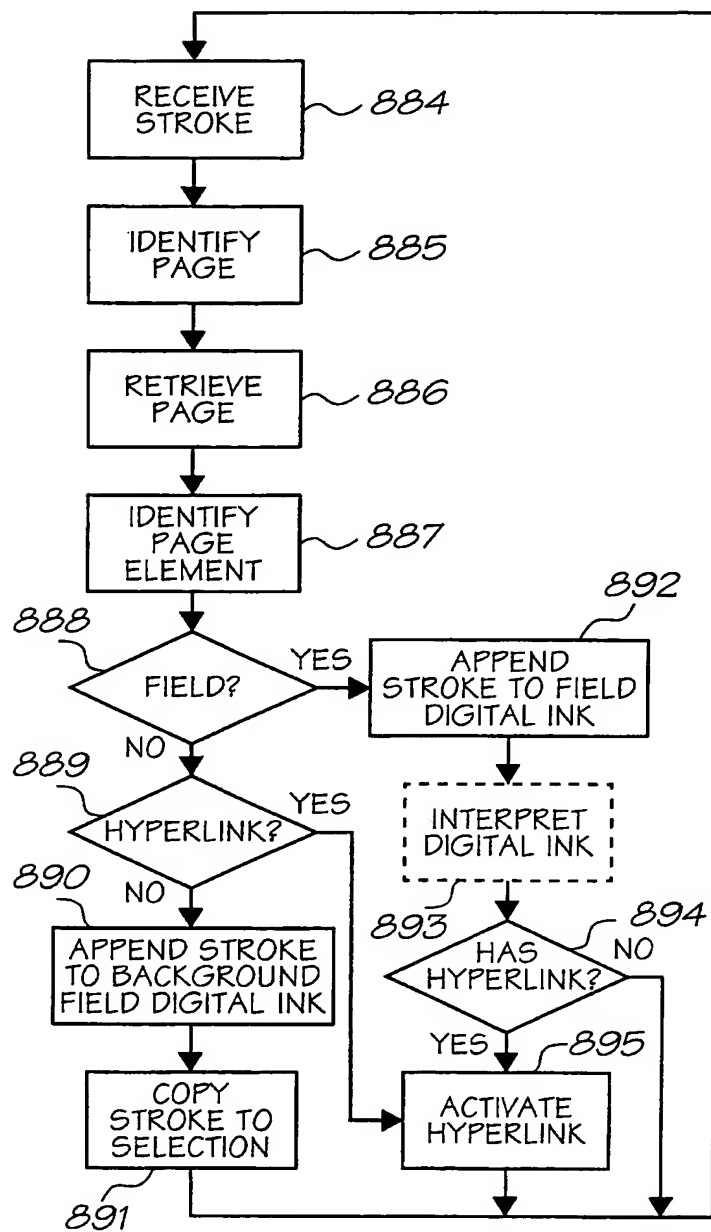 RECEIVE
STROKE
884
IDENTIFY
PAGE
885
RETRIEVE
PAGE
886
IDENTIFY
PAGE
ELEMENT
887
888
FIELD?
YES
NO
892
APPEND
STROKE TO FIELD
DIGITAL INK
889
HYPERLINK?
YES
NO
INTERPRET
DIGITAL INK
893
890
APPEND STROKE
TO BACKGROUND
FIELD DIGITAL INK
894
HAS
HYPERLINK?
NO
YES
895
COPY
STROKE TO
SELECTION
891
ACTIVATE
HYPERLINK